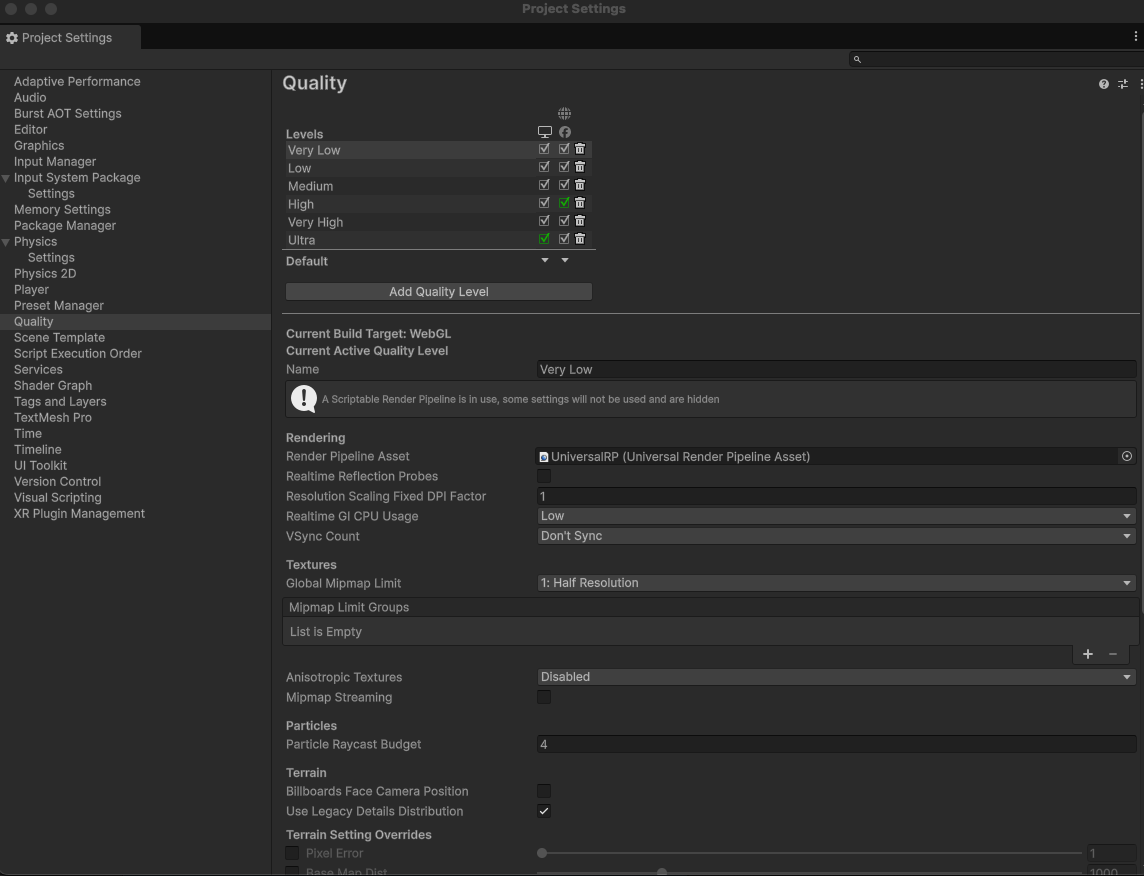 Project Settings
Project Settings
Adaptive Performance
Audio
Burst AOT Settings
Editor
Graphics
Input Manager
Input System Package
Settings
Memory Settings
Package Manager
Physics
Settings
Physics 2D
Player
Preset Manager
Quality
Scene Template
Script Execution Order
Services
Shader Graph
Tags and Layers
TextMesh Pro
Time
Timeline
UI Toolkit
Version Control
Visual Scripting
XR Plugin Management
Quality
Levels
Very Low
Low
Medium
High
Very High
Ultra
Default
Add Quality Level
Current Build Target: WebGL
Current Active Quality Level
Name Very Low
A Scriptable Render Pipeline is in use, some settings will not be used and are hidden
Rendering
Render Pipeline Asset UniversalRP (Universal Render Pipeline Asset)
Realtime Reflection Probes
Resolution Scaling Fixed DPI Factor 1
Realtime GI CPU Usage Low
VSync Count Don't Sync
Textures
Global Mipmap Limit 1: Half Resolution
Mipmap Limit Groups
List is Empty
Anisotropic Textures Disabled
Mipmap Streaming
Particles
Particle Raycast Budget 4
Terrain
Billboards Face Camera Position
Use Legacy Details Distribution
Terrain Setting Overrides
Pixel Error 1
Base Map Dist 1000